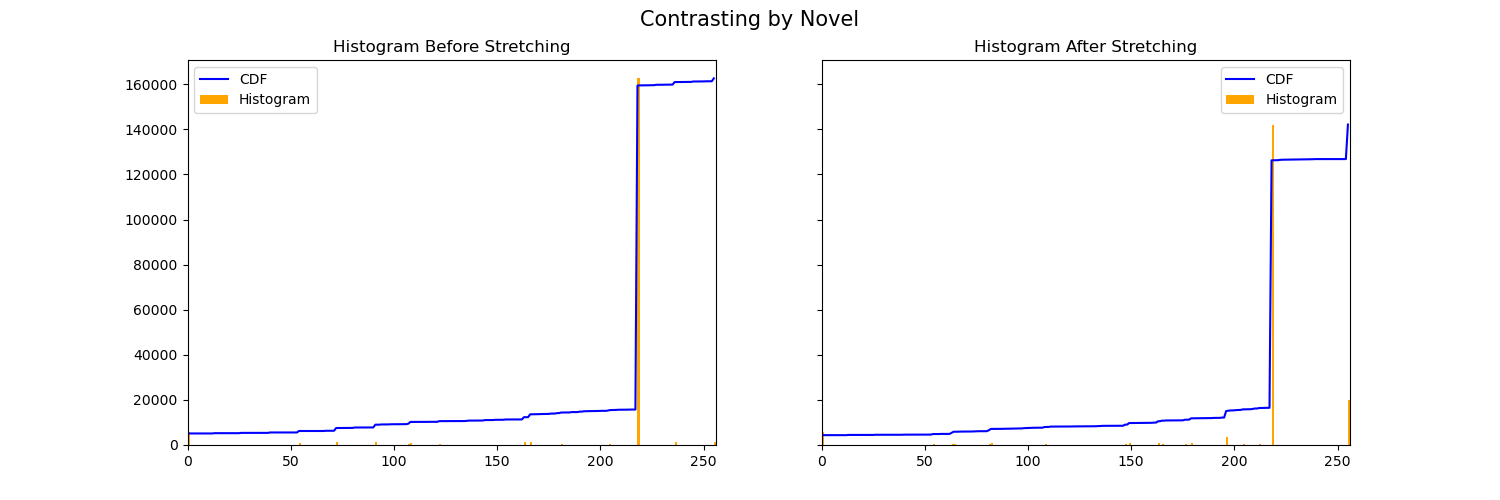 Contrasting by Novel
Histogram Before Stretching
CDF
Histogram
160000
140000
120000
100000
80000
60000
40000
20000
0
0 50 100 150 200 250
Histogram After Stretching
CDF
Histogram
0 50 100 150 200 250